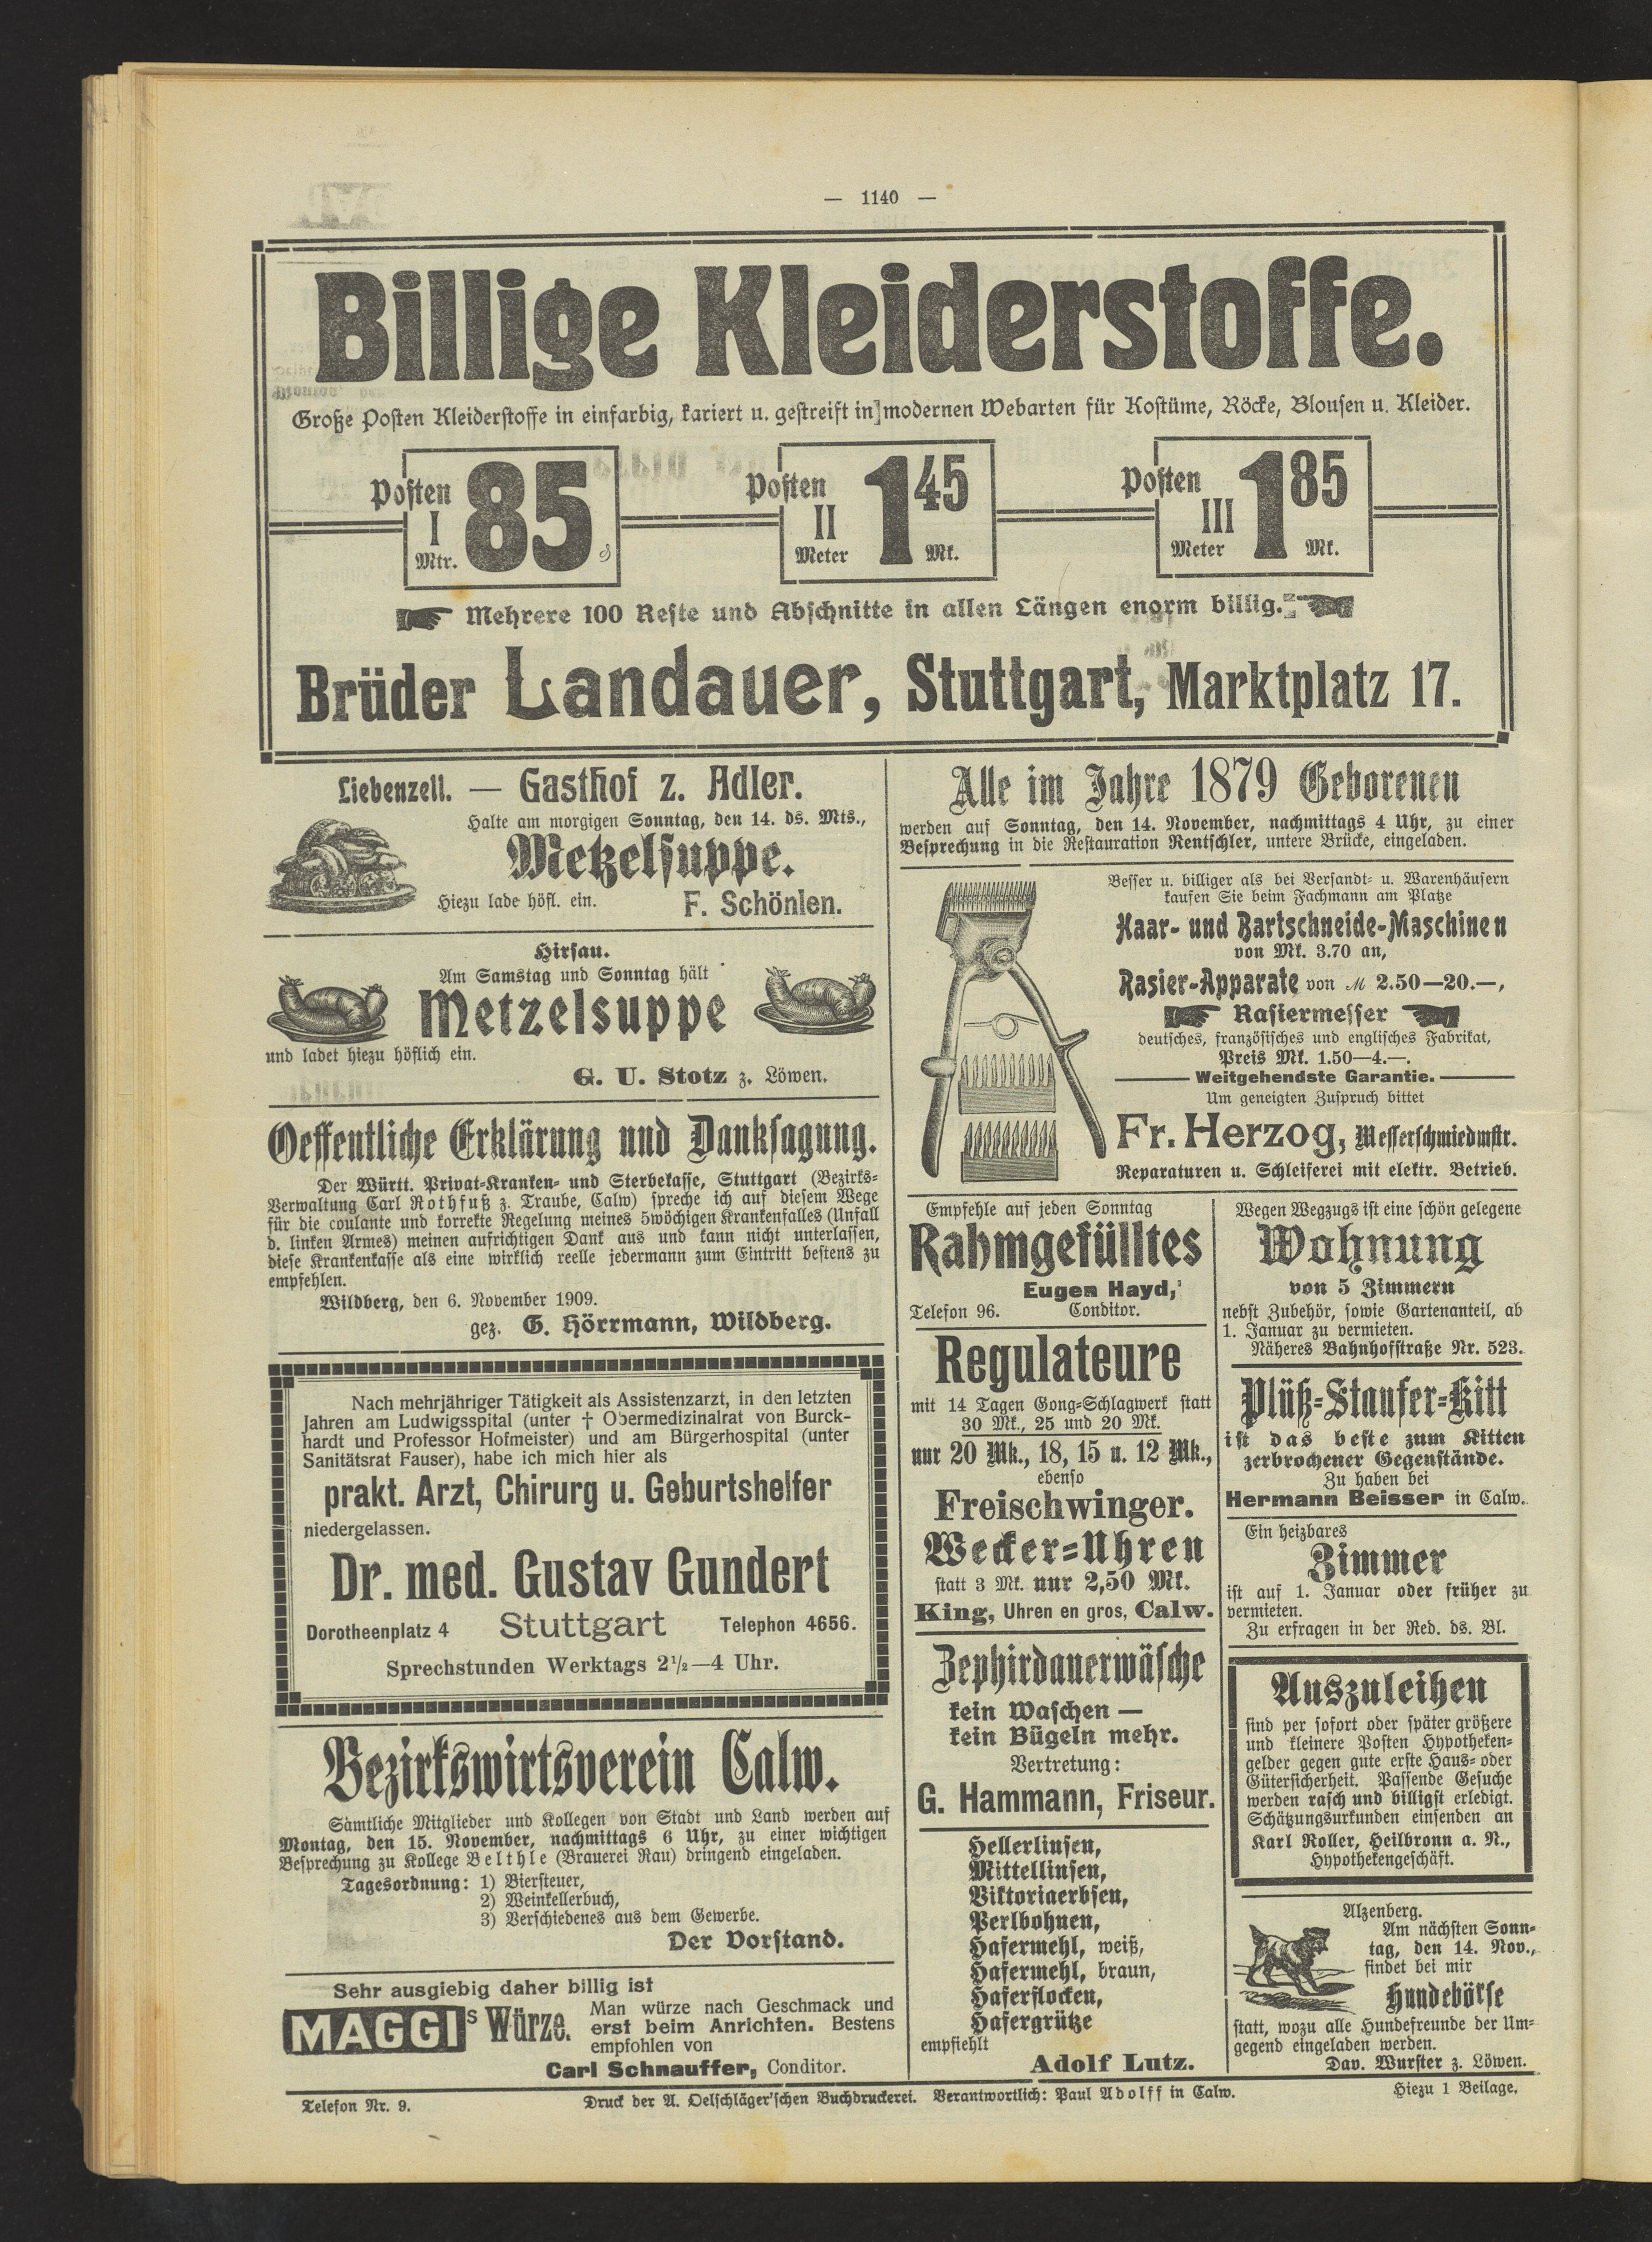 — 1140 —
Billige Kleiderstoffe.
Große Posten Kleiderstoffe in einfarbig, kariert u. gestreift in modernen Webarten für Kostüme, Röcke, Blousen u. Kleider.
Posten I Mtr. 85 ₰
Posten II Meter 1 45 Mk.
Posten III Meter 1 85 Mk.
Mehrere 100 Reste und Abschnitte in allen Längen enorm billig.
Brüder Landauer, Stuttgart, Marktplatz 17.
Liebenzell. — Gasthof z. Adler.
Halte am morgigen Sonntag, den 14. ds. Mts.,
Metzelsuppe.
Hiezu lade höfl. ein. F. Schönlen.
Hirsau.
Am Samstag und Sonntag hält
Metzelsuppe
und ladet hiezu höflich ein.
G. U. Stotz z. Löwen.
Oeffentliche Erklärung und Danksagung.
Der Württ. Privat-Kranken- und Sterbekasse, Stuttgart (Bezirks-
Verwaltung Carl Rothfuß z. Traube, Calw) spreche ich auf diesem Wege
für die coulante und korrekte Regelung meines 5wöchigen Krankenfalles (Unfall
d. linken Armes) meinen aufrichtigen Dank aus und kann nicht unterlassen,
diese Krankenkasse als eine wirklich reelle jedermann zum Eintritt bestens zu
empfehlen.
Wildberg, den 6. November 1909.
gez. G. Hörrmann, Wildberg.
Nach mehrjähriger Tätigkeit als Assistenzarzt, in den letzten
Jahren am Ludwigsspital (unter † Obermedizinalrat von Burck-
hardt und Professor Hofmeister) und am Bürgerhospital (unter
Sanitätsrat Fauser), habe ich mich hier als
prakt. Arzt, Chirurg u. Geburtshelfer
niedergelassen.
Dr. med. Gustav Gundert
Dorotheenplatz 4 Stuttgart Telephon 4656.
Sprechstunden Werktags 2½—4 Uhr.
Bezirkswirtsverein Calw.
Sämtliche Mitglieder und Kollegen von Stadt und Land werden auf
Montag, den 15. November, nachmittags 6 Uhr, zu einer wichtigen
Besprechung zu Kollege Belthle (Brauerei Rau) dringend eingeladen.
Tagesordnung: 1) Biersteuer,
2) Weinkellerbuch,
3) Verschiedenes aus dem Gewerbe.
Der Vorstand.
Sehr ausgiebig daher billig ist
MAGGIs Würze.
Man würze nach Geschmack und
erst beim Anrichten. Bestens
empfohlen von
Carl Schnauffer, Conditor.
Alle im Jahre 1879 Geborenen
werden auf Sonntag, den 14. November, nachmittags 4 Uhr, zu einer
Besprechung in die Restauration Rentschler, untere Brücke, eingeladen.
Besser u. billiger als bei Versandt- u. Warenhäusern
kaufen Sie beim Fachmann am Platze
Haar- und Bartschneide-Maschinen
von Mk. 3.70 an,
Rasier-Apparate von M 2.50—20.—,
Rasiermesser
deutsches, französisches und englisches Fabrikat,
Preis Mk. 1.50—4.—.
Weitgehendste Garantie.
Um geneigten Zuspruch bittet
Fr. Herzog, Messerschmiedmstr.
Reparaturen u. Schleiferei mit elektr. Betrieb.
Empfehle auf jeden Sonntag
Rahmgefülltes
Eugen Hayd,
Telefon 96. Conditor.
Regulateure
mit 14 Tagen Gong-Schlagwerk statt
30 Mk., 25 und 20 Mk.
nur 20 Mk., 18, 15 u. 12 Mk.,
ebenso
Freischwinger.
Wecker-Uhren
statt 3 Mk. nur 2,50 Mk.
King, Uhren en gros, Calw.
Zephirdauerwäsche
kein Waschen —
kein Bügeln mehr.
Vertretung:
G. Hammann, Friseur.
Hellerlinsen,
Mittellinsen,
Viktoriaerbsen,
Perlbohnen,
Hafermehl, weiß,
Hafermehl, braun,
Haferflocken,
Hafergrütze
empfiehlt
Adolf Lutz.
Wegen Wegzugs ist eine schön gelegene
Wohnung
von 5 Zimmern
nebst Zubehör, sowie Gartenanteil, ab
1. Januar zu vermieten.
Näheres Bahnhofstraße Nr. 523.
Plüß-Staufer-Kitt
ist das beste zum Kitten
zerbrochener Gegenstände.
Zu haben bei
Hermann Beisser in Calw.
Ein heizbares
Zimmer
ist auf 1. Januar oder früher zu
vermieten.
Zu erfragen in der Red. ds. Bl.
Auszuleihen
sind per sofort oder später größere
und kleinere Posten Hypotheken-
gelder gegen gute erste Haus- oder
Gütersicherheit. Passende Gesuche
werden rasch und billigst erledigt.
Schätzungsurkunden einsenden an
Karl Roller, Heilbronn a. N.,
Hypothekengeschäft.
Alzenberg.
Am nächsten Sonn-
tag, den 14. Nov.,
findet bei mir
Hundebörse
statt, wozu alle Hundefreunde der Um-
gegend eingeladen werden.
Dav. Wurster z. Löwen.
Telefon Nr. 9. Druck der A. Oelschläger'schen Buchdruckerei. Verantwortlich: Paul Adolff in Calw. Hiezu 1 Beilage.